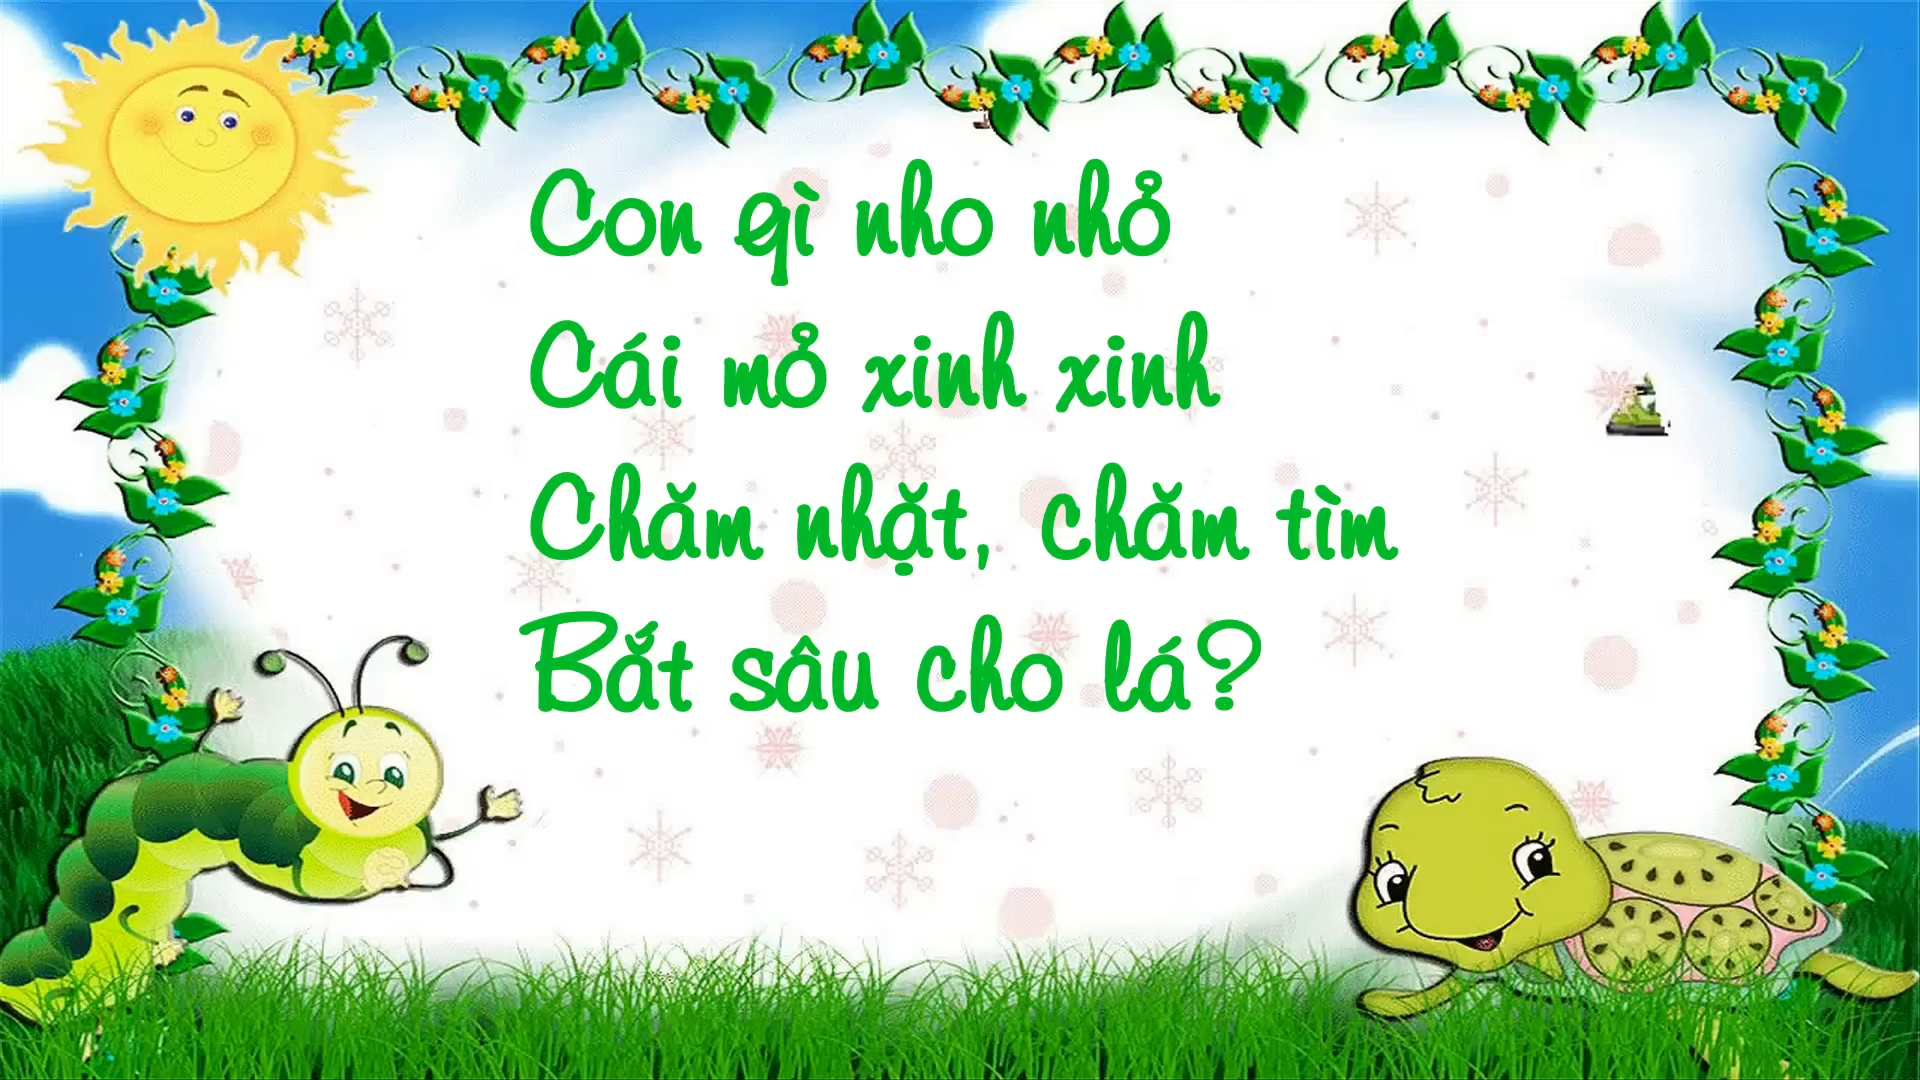 Con gì nho nhỏ
Cái mỏ xinh xinh
Chăm nhặt, chăm tìm
Bắt sâu cho lá?